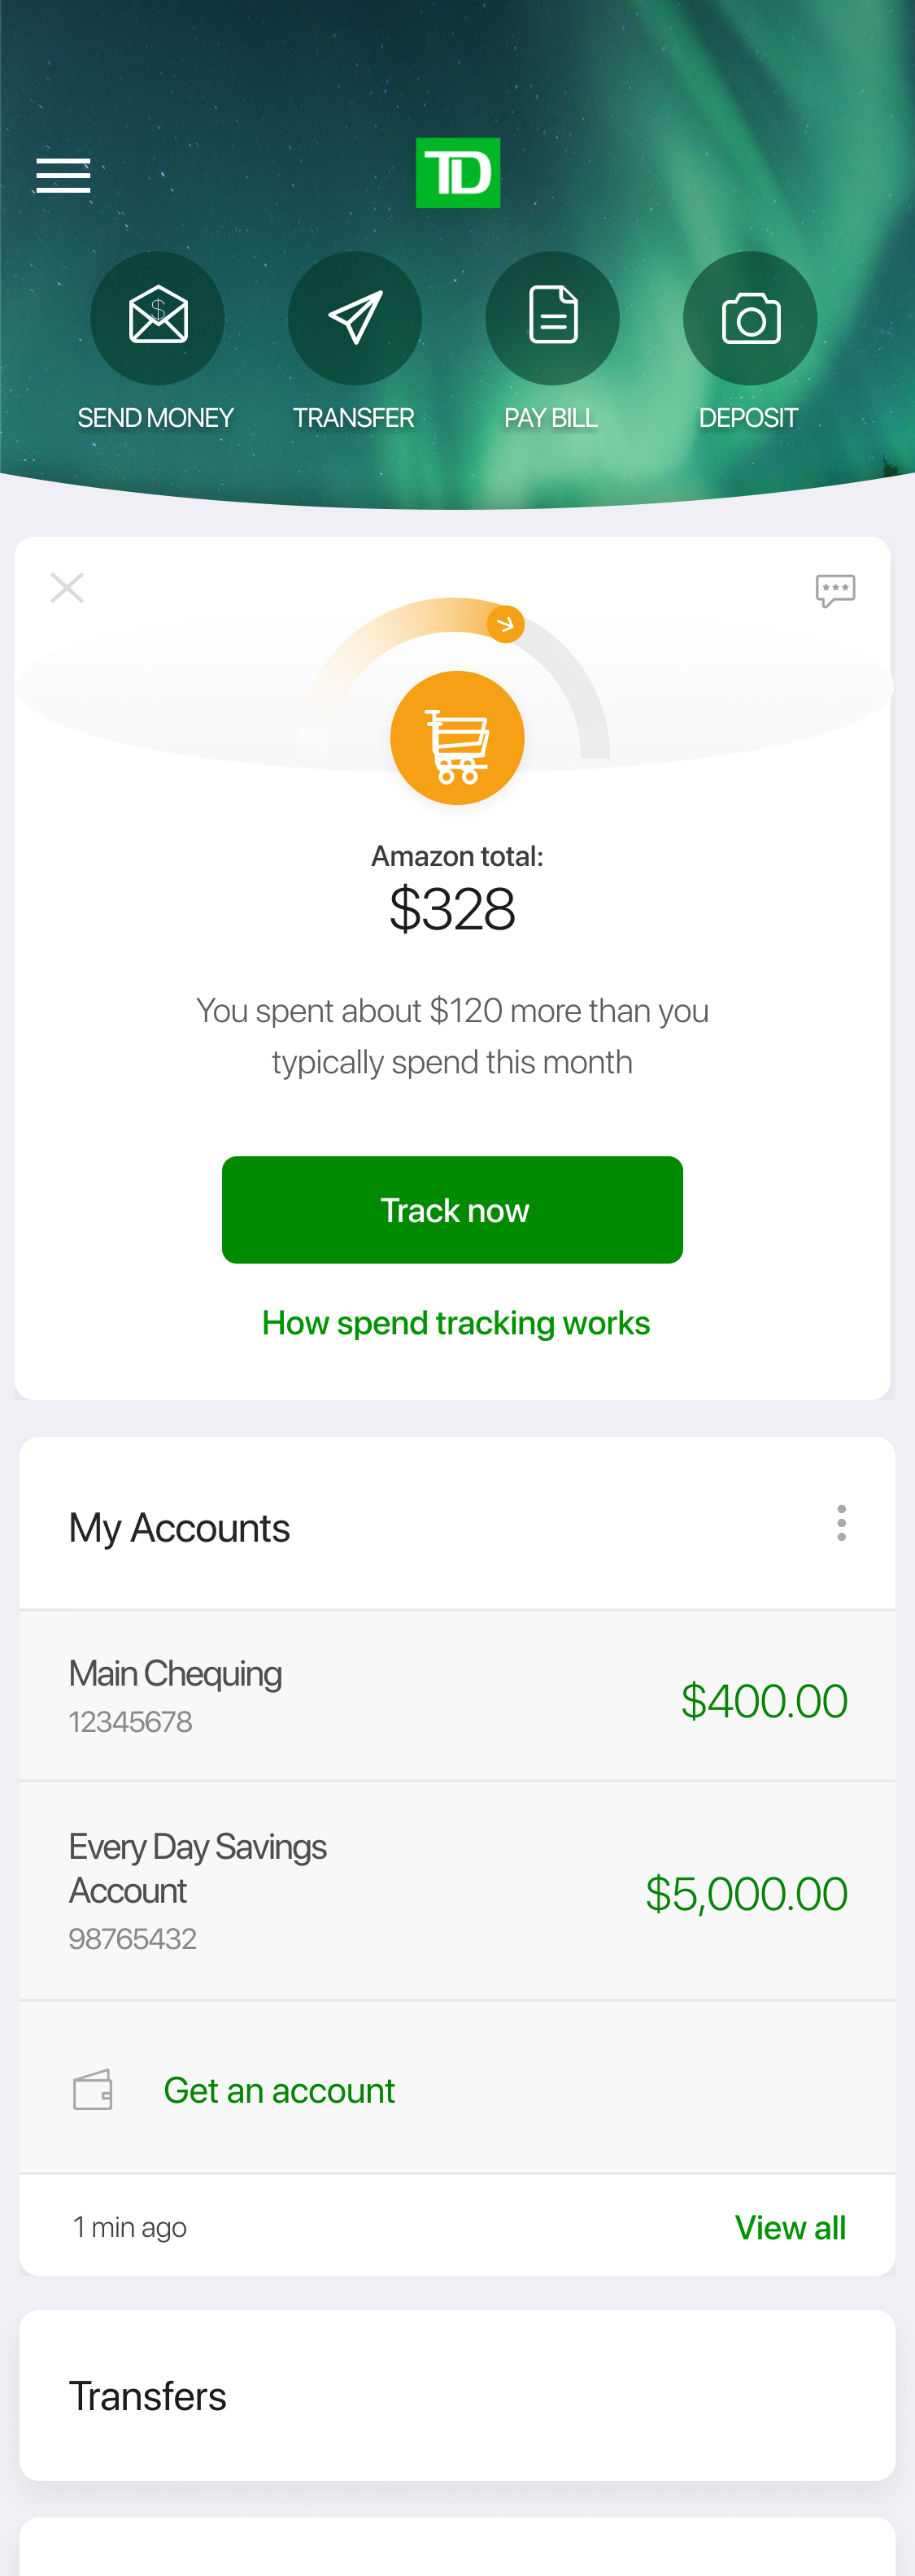 TD
SEND MONEY
TRANSFER
PAY BILL
DEPOSIT
$
Amazon total:
$328
You spent about $120 more than you
typically spend this month
Track now
How spend tracking works
My Accounts
Main Chequing
12345678
$400.00
Every Day Savings
Account
98765432
$5,000.00
Get an account
1 min ago
View all
Transfers